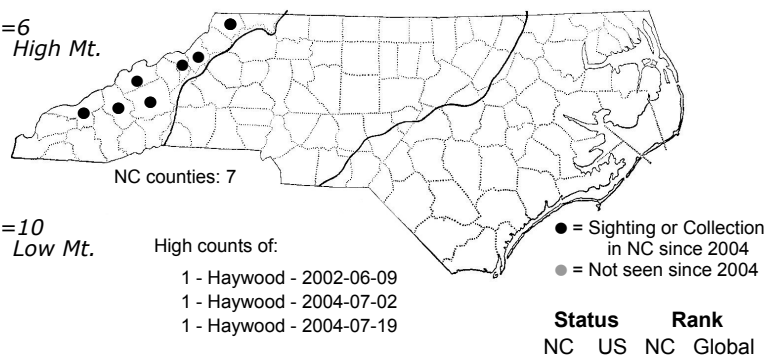 =6
High Mt.
NC counties: 7
=10
Low Mt.
High counts of:
1 - Haywood - 2002-06-09
1 - Haywood - 2004-07-02
1 - Haywood - 2004-07-19
● = Sighting or Collection
in NC since 2004
● = Not seen since 2004
Status Rank
NC US NC Global